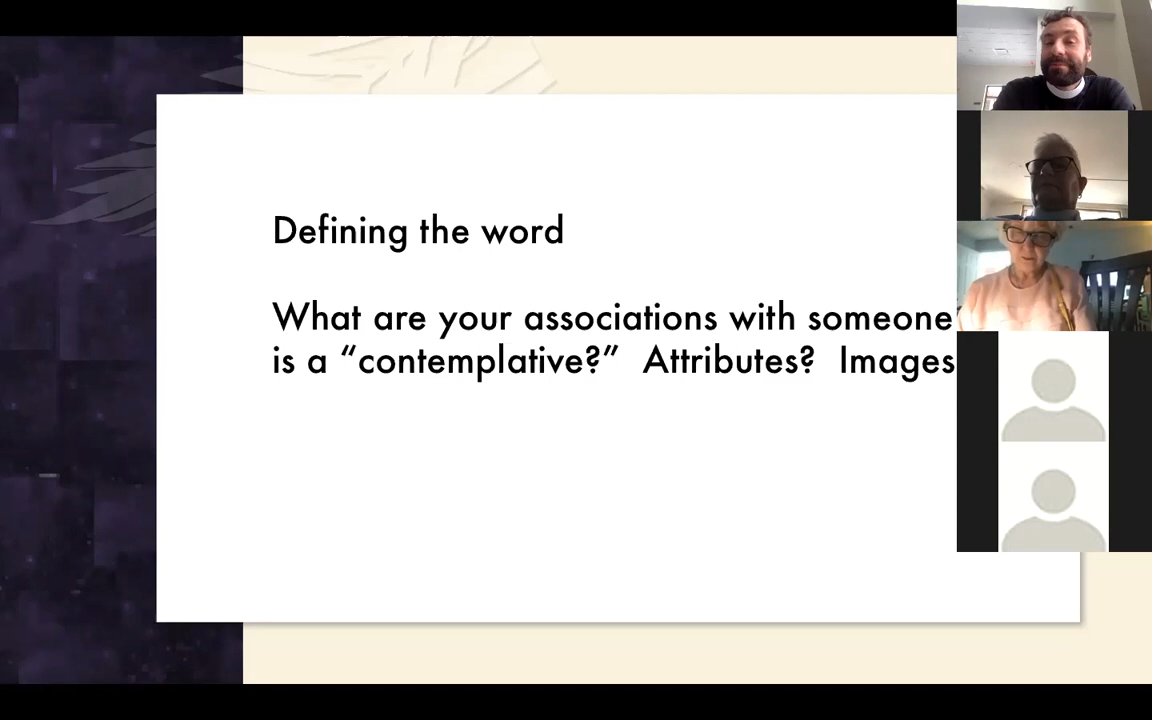 Defining the word
What are your associations with someone
is a “contemplative?” Attributes? Images